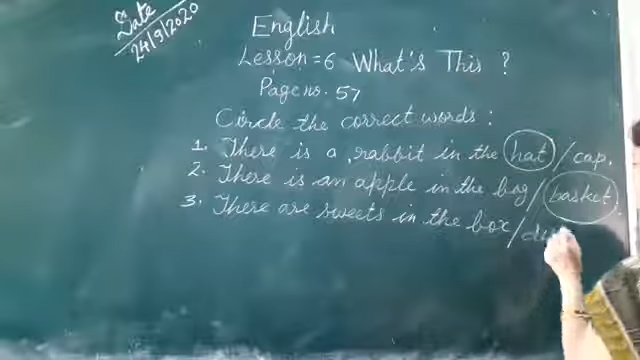 Date
24/9/2020
English
Lesson = 6 What's This ?
Page no. 57
Circle the correct words :
1. There is a rabbit in the hat / cap.
2. There is an apple in the bag / basket.
3. There are sweets in the box /